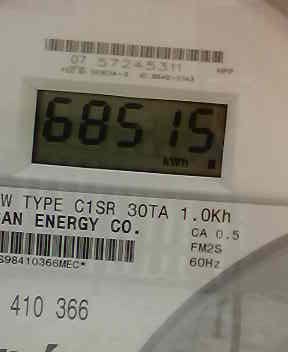 07 57245311
68515
kWh
W TYPE C1SR 30TA 1.0Kh
AN ENERGY CO.
CA 0.5
FM2S
60Hz
S98410366MEC*
410 366